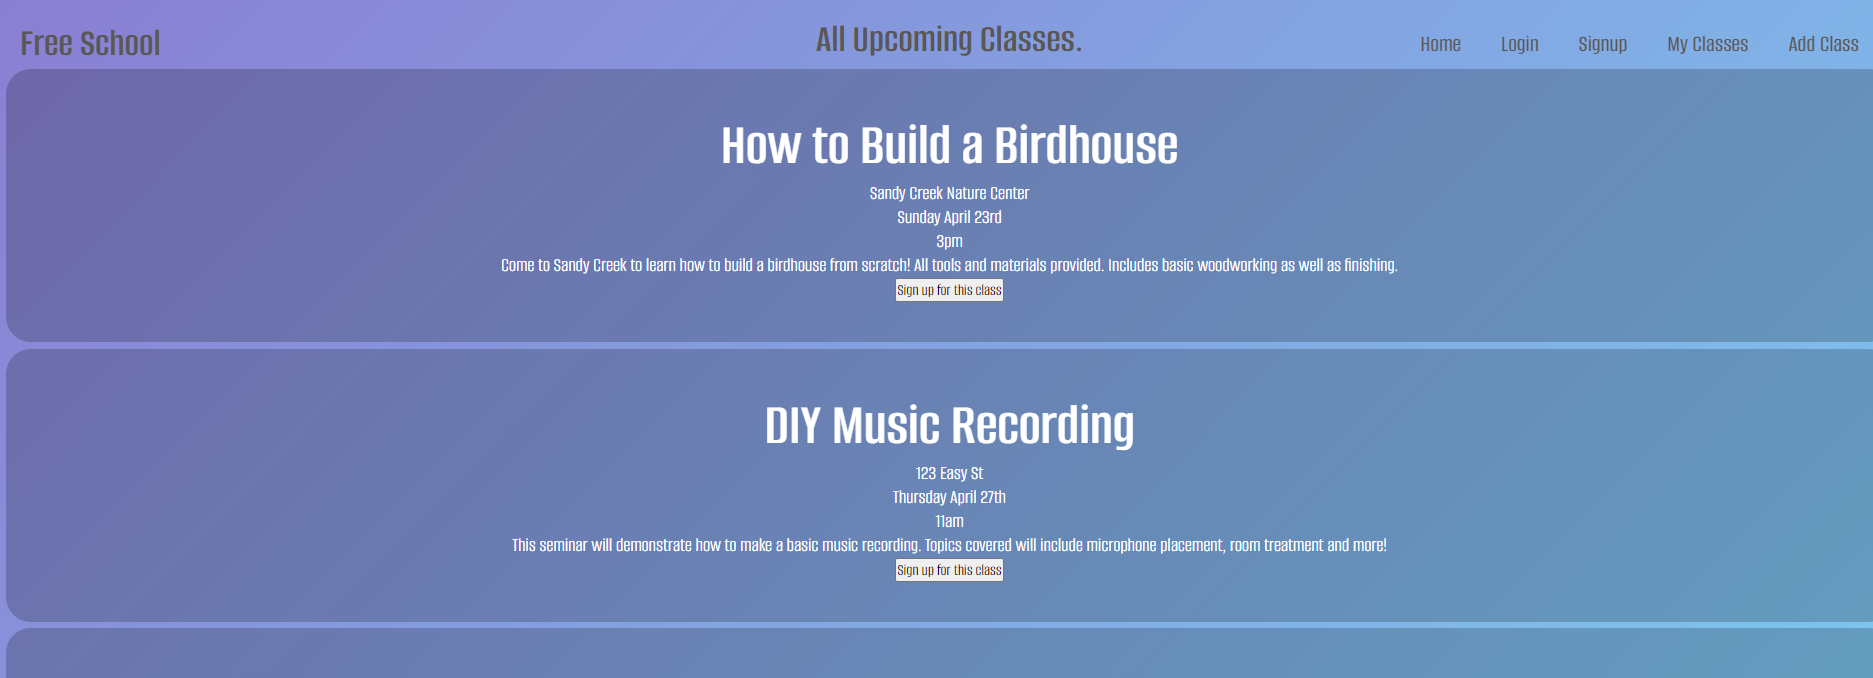 Free School
All Upcoming Classes.
Home
Login
Signup
My Classes
Add Class
How to Build a Birdhouse
Sandy Creek Nature Center
Sunday April 23rd
3pm
Come to Sandy Creek to learn how to build a birdhouse from scratch! All tools and materials provided. Includes basic woodworking as well as finishing.
Sign up for this class
DIY Music Recording
123 Easy St
Thursday April 27th
11am
This seminar will demonstrate how to make a basic music recording. Topics covered will include microphone placement, room treatment and more!
Sign up for this class